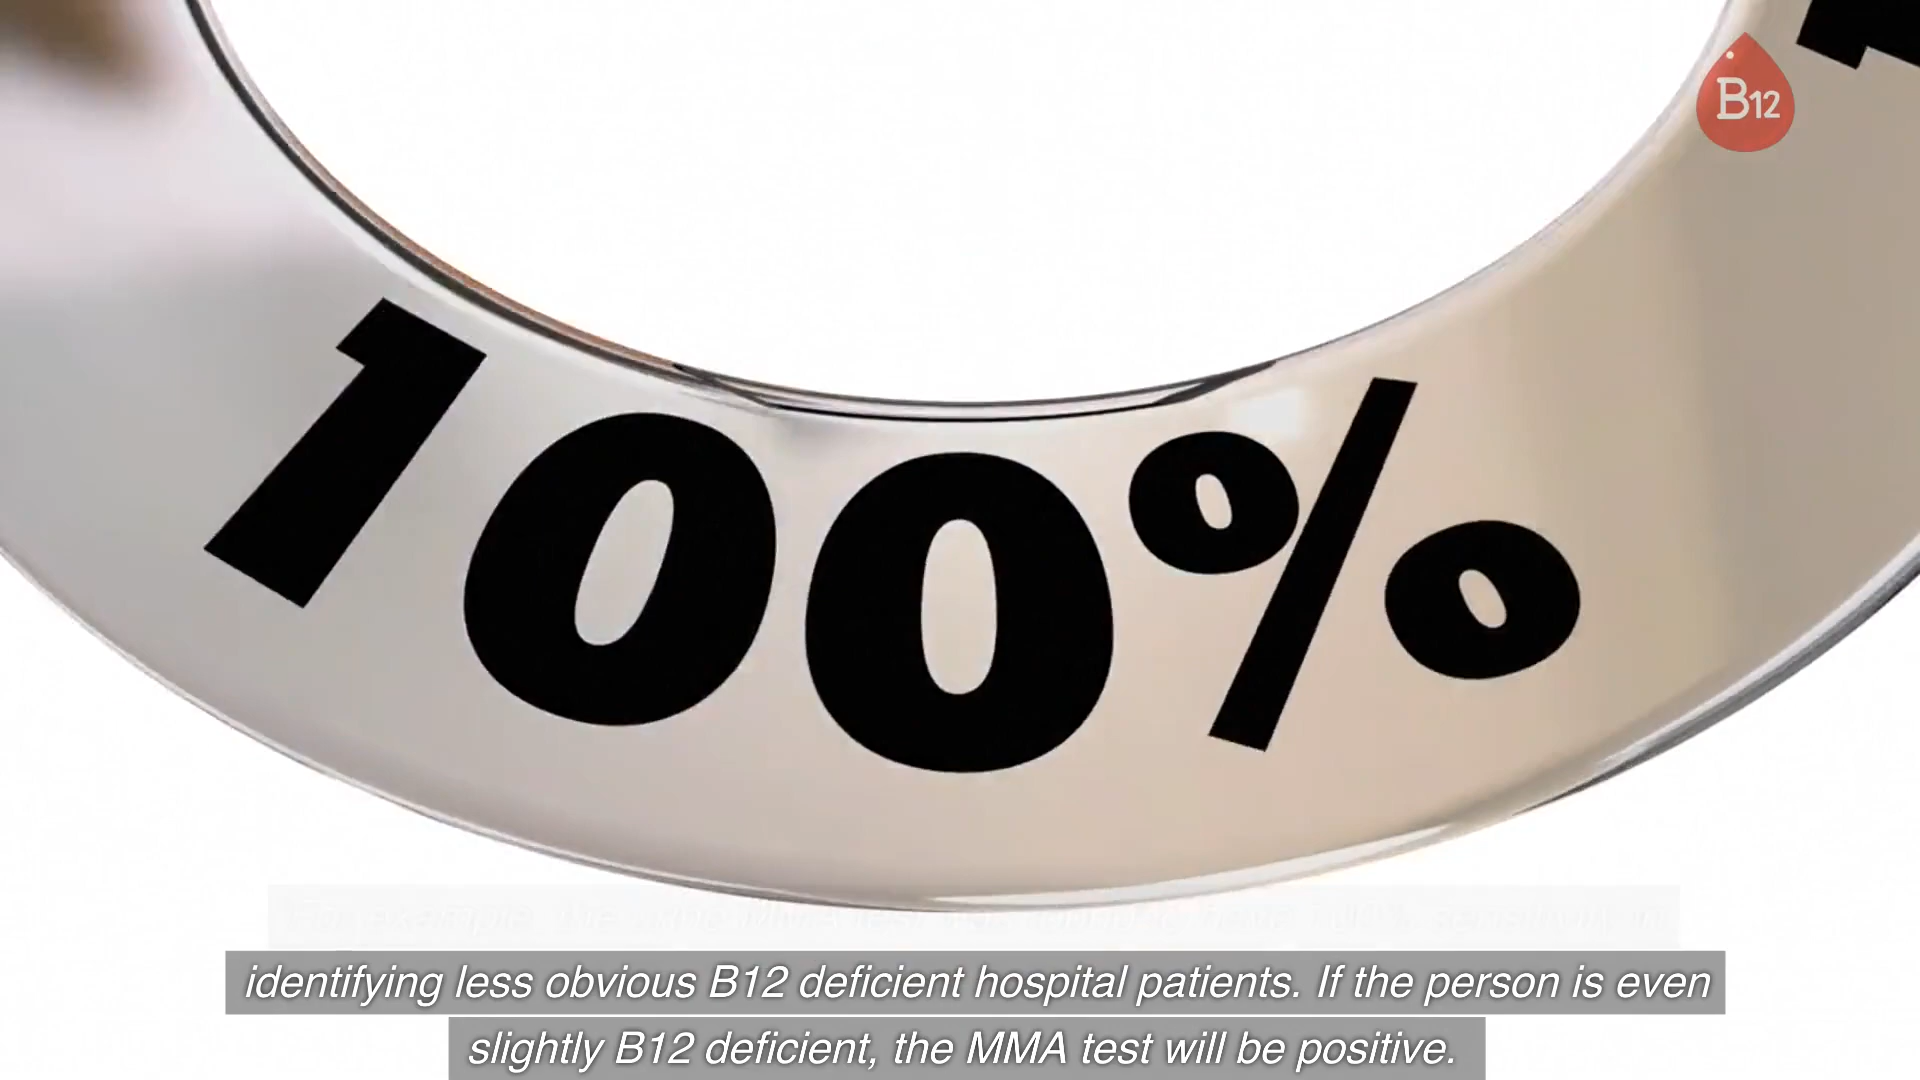 B12
100%
identifying less obvious B12 deficient hospital patients. If the person is even
slightly B12 deficient, the MMA test will be positive.